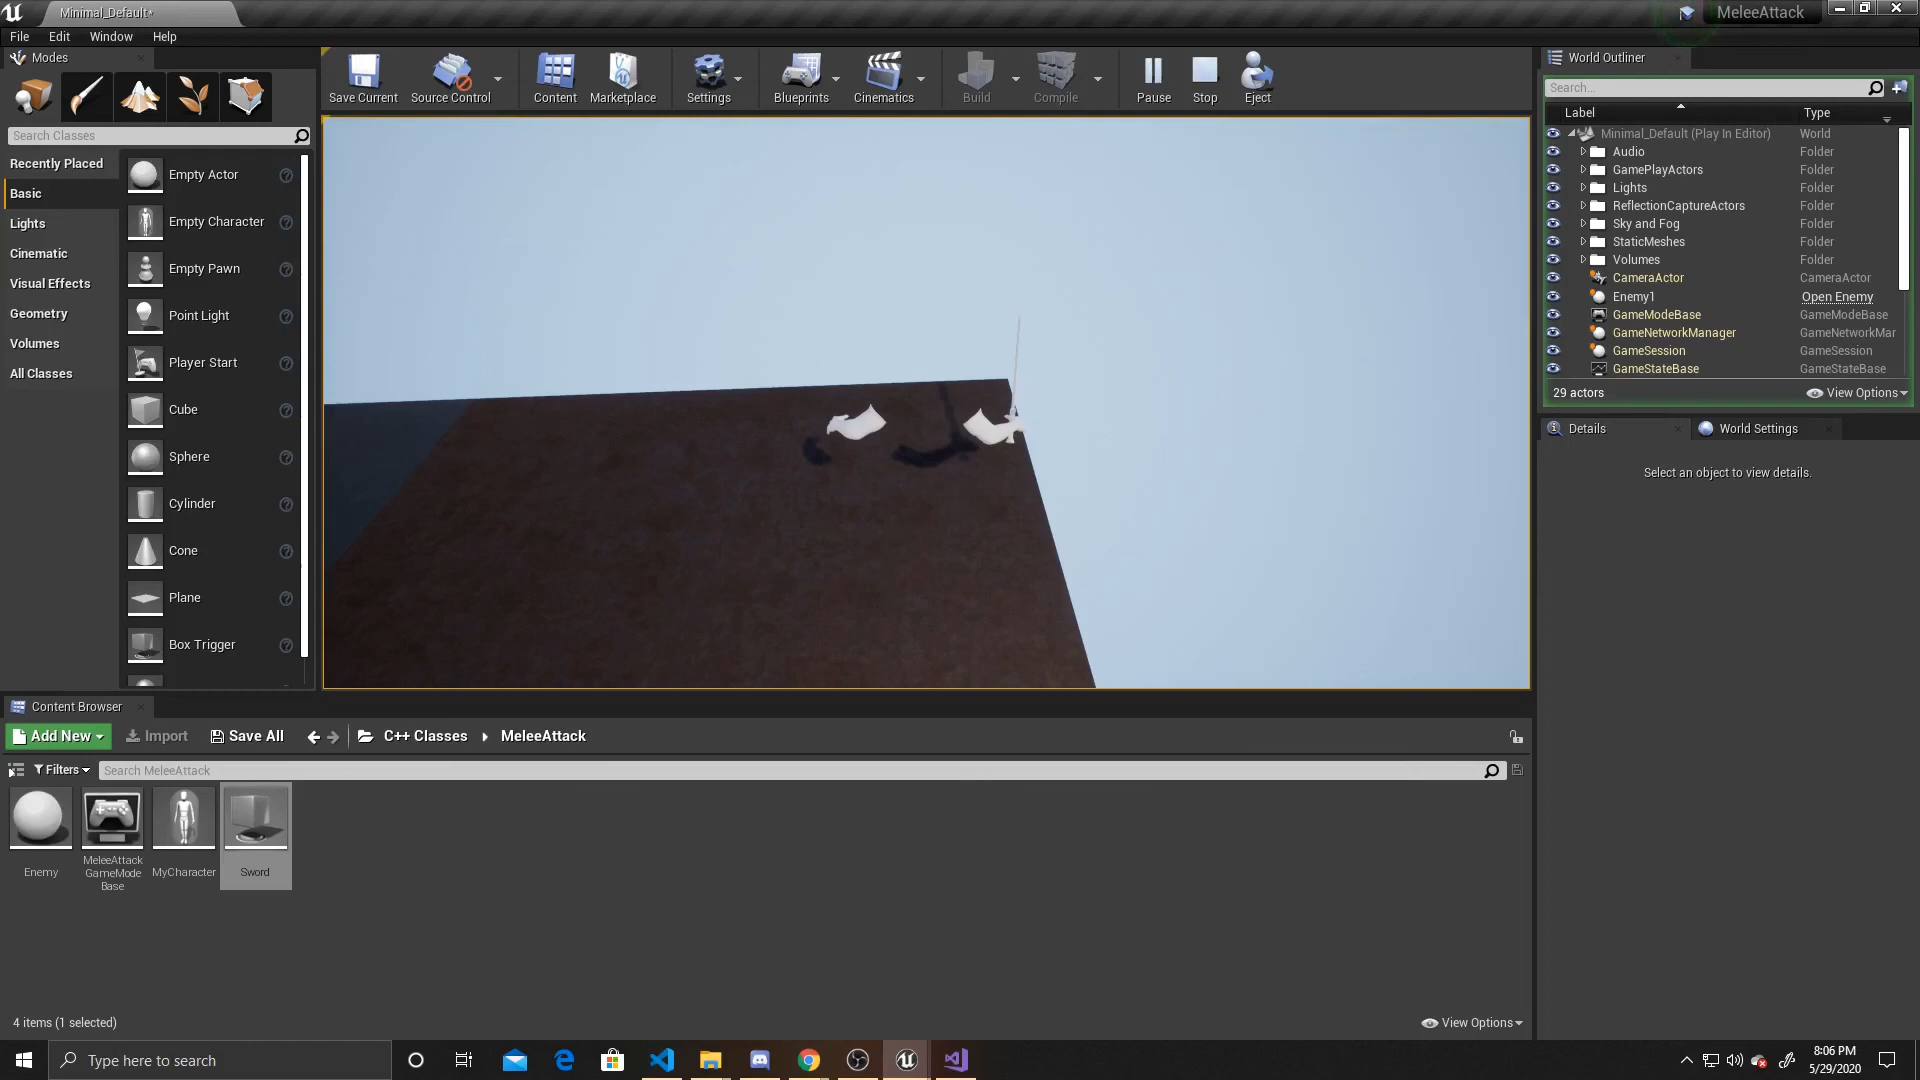 Minimal_Default*
MeleeAttack
File Edit Window Help
Modes
Search Classes
Recently Placed
Basic
Lights
Cinematic
Visual Effects
Geometry
Volumes
All Classes
Empty Actor
Empty Character
Empty Pawn
Point Light
Player Start
Cube
Sphere
Cylinder
Cone
Plane
Box Trigger
Save Current
Source Control
Content
Marketplace
Settings
Blueprints
Cinematics
Build
Compile
Pause
Stop
Eject
World Outliner
Search...
Label Type
Minimal_Default (Play In Editor) World
Audio Folder
GamePlayActors Folder
Lights Folder
ReflectionCaptureActors Folder
Sky and Fog Folder
StaticMeshes Folder
Volumes Folder
CameraActor CameraActor
Enemy1 Open Enemy
GameModeBase GameModeBase
GameNetworkManager GameNetworkMar
GameSession GameSession
GameStateBase GameStateBase
29 actors View Options
Details
World Settings
Select an object to view details.
Content Browser
Add New Import Save All C++ Classes MeleeAttack
Filters Search MeleeAttack
Enemy
MeleeAttack
GameMode
Base
MyCharacter
Sword
4 items (1 selected)
View Options
Type here to search
8:06 PM
5/29/2020